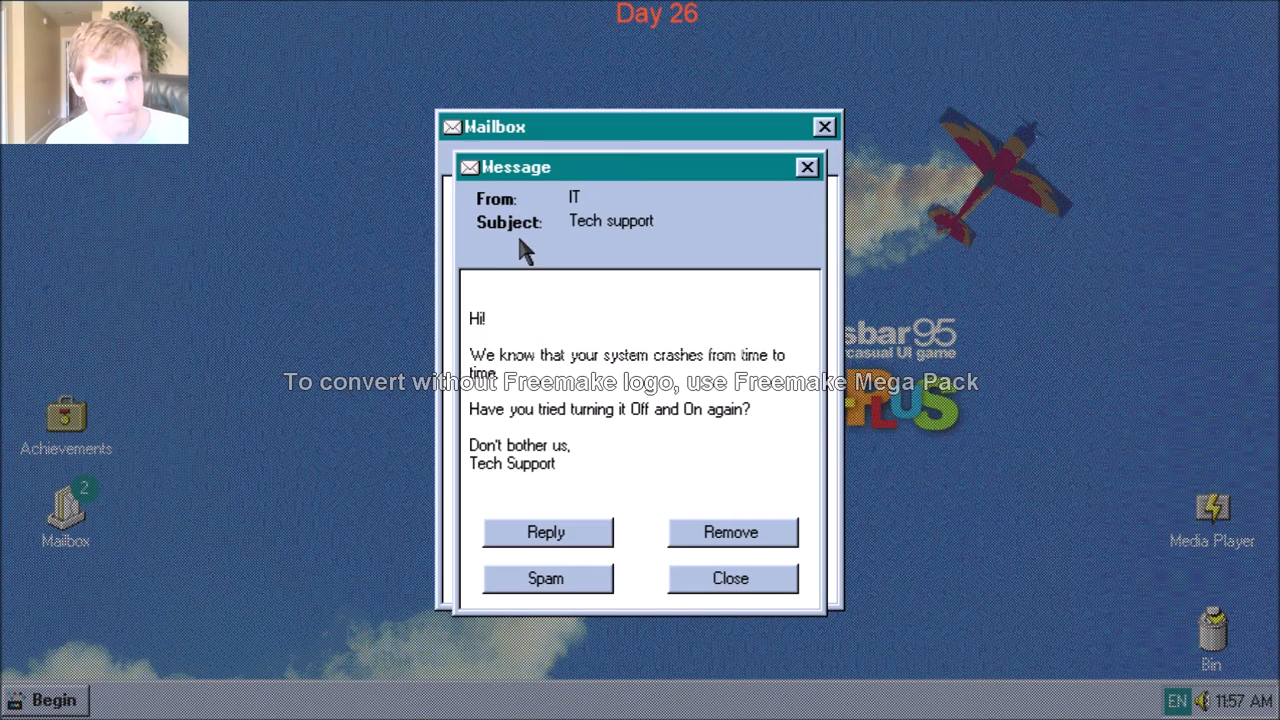 Day 26
Mailbox
Message
From: IT
Subject: Tech support
Hi!
We know that your system crashes from time to
time.
To convert without Freemake logo, use Freemake Mega Pack
Have you tried turning it Off and On again?
Don't bother us,
Tech Support
Reply
Remove
Spam
Close
sbar95
casual UI game
PLUS
Achievements
2
Mailbox
Media Player
Bin
Begin
EN
11:57 AM